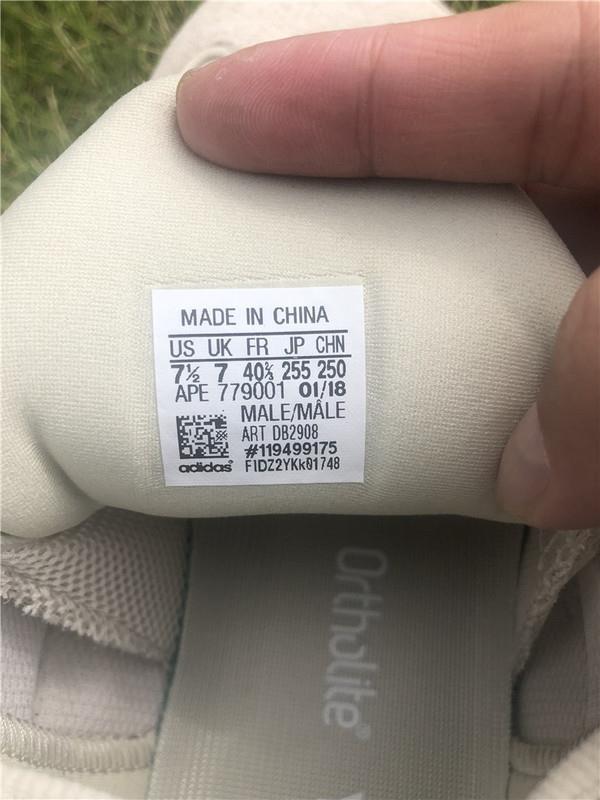 MADE IN CHINA
US UK FR JP CHN
7½ 7 40⅔ 255 250
APE 779001 01/18
MALE/MÂLE
ART DB2908
#119499175
adidas® FIDZ2YKk01748
Ortholite®